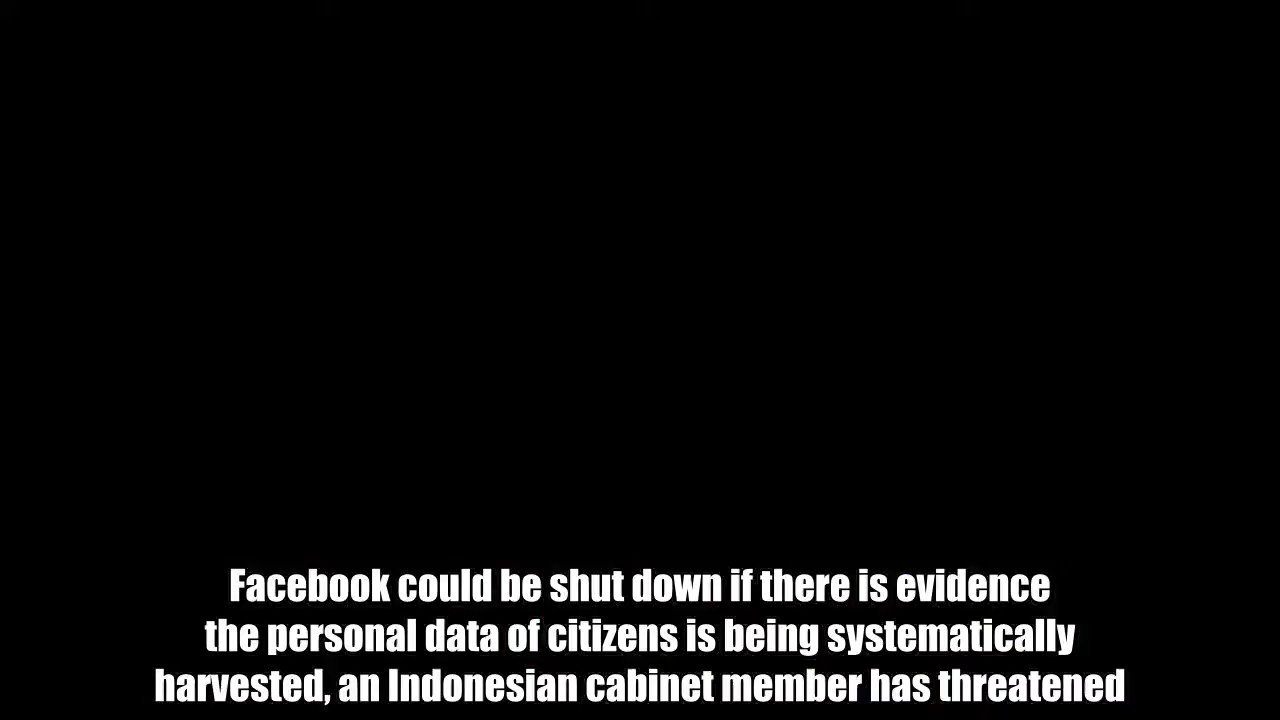 Facebook could be shut down if there is evidence
the personal data of citizens is being systematically
harvested, an Indonesian cabinet member has threatened